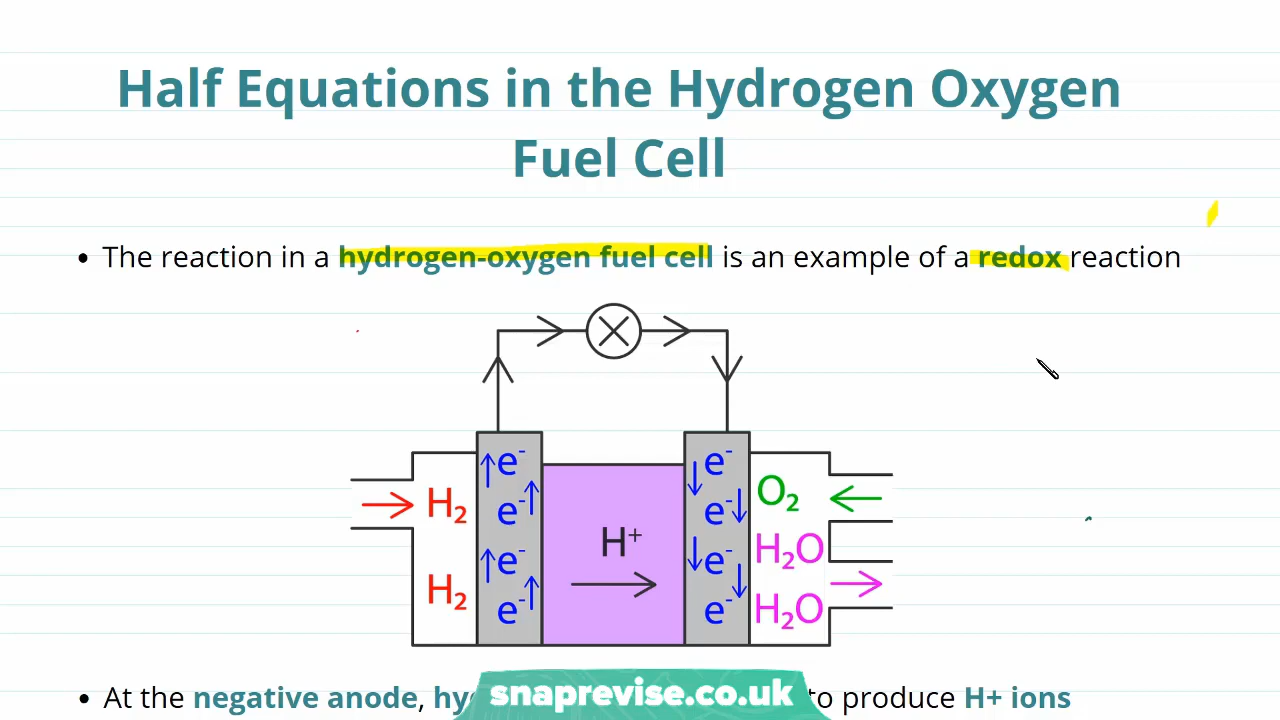 Half Equations in the Hydrogen Oxygen
Fuel Cell
• The reaction in a hydrogen-oxygen fuel cell is an example of a redox reaction
e⁻ e⁻
H₂ e⁻ e⁻ O₂
H⁺
e⁻ e⁻ H₂O
H₂ e⁻ e⁻ H₂O
• At the negative anode, to produce H+ ions
snaprevise.co.uk